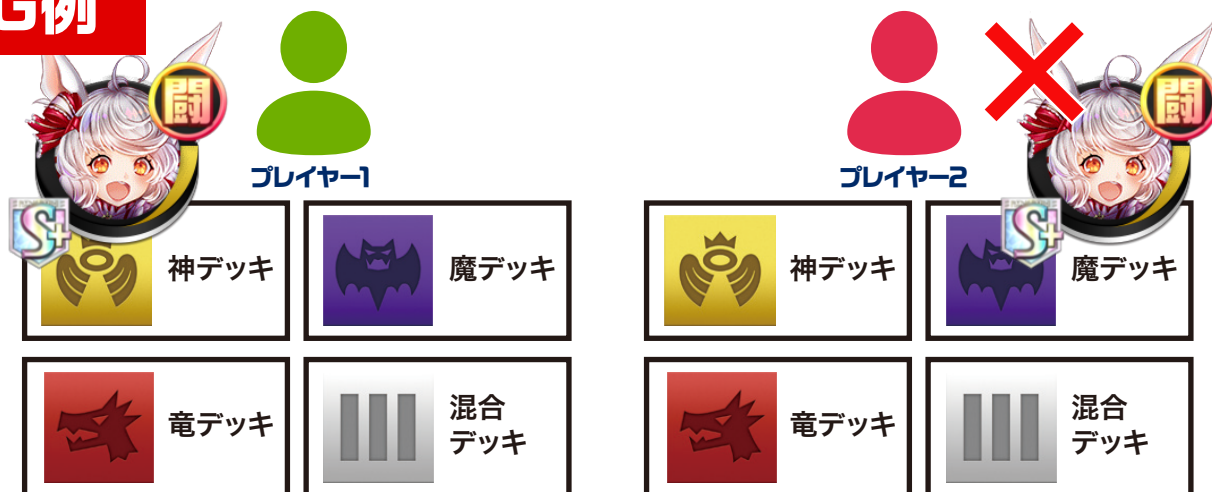 G例
闘
闘
プレイヤー1
プレイヤー2
S+
S+
神デッキ
魔デッキ
神デッキ
魔デッキ
竜デッキ
混合
デッキ
竜デッキ
混合
デッキ